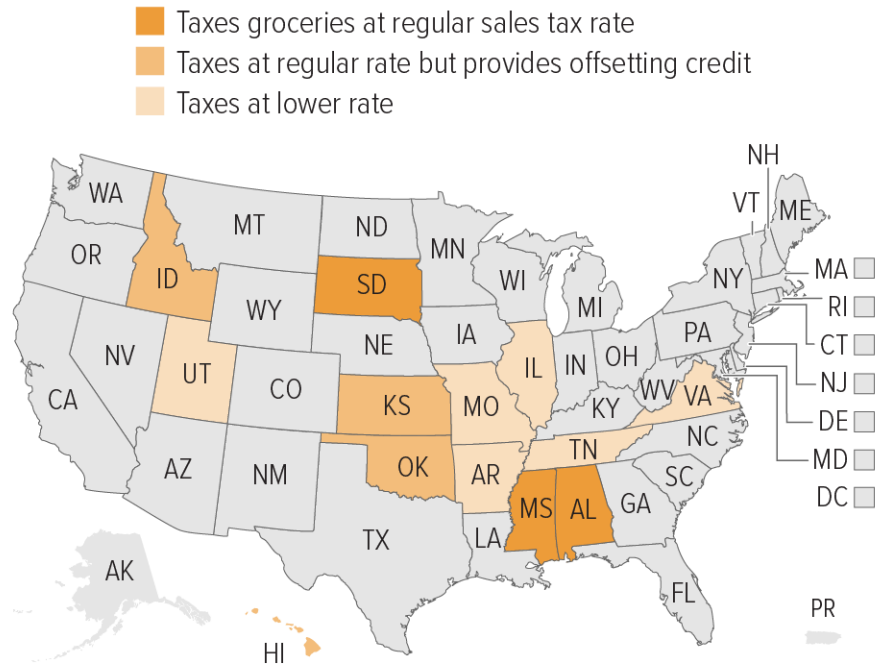 Taxes groceries at regular sales tax rate
Taxes at regular rate but provides offsetting credit
Taxes at lower rate
NH
WA
MT
ND
MN
VT
ME
OR
ID
SD
WI
MI
NY
MA
WY
RI
IA
PA
CT
NE
NV
UT
CO
IL
IN
OH
NJ
CA
KS
MO
WV
VA
KY
DE
NC
TN
MD
AZ
NM
OK
AR
SC
DC
MS
AL
GA
TX
LA
AK
FL
PR
HI